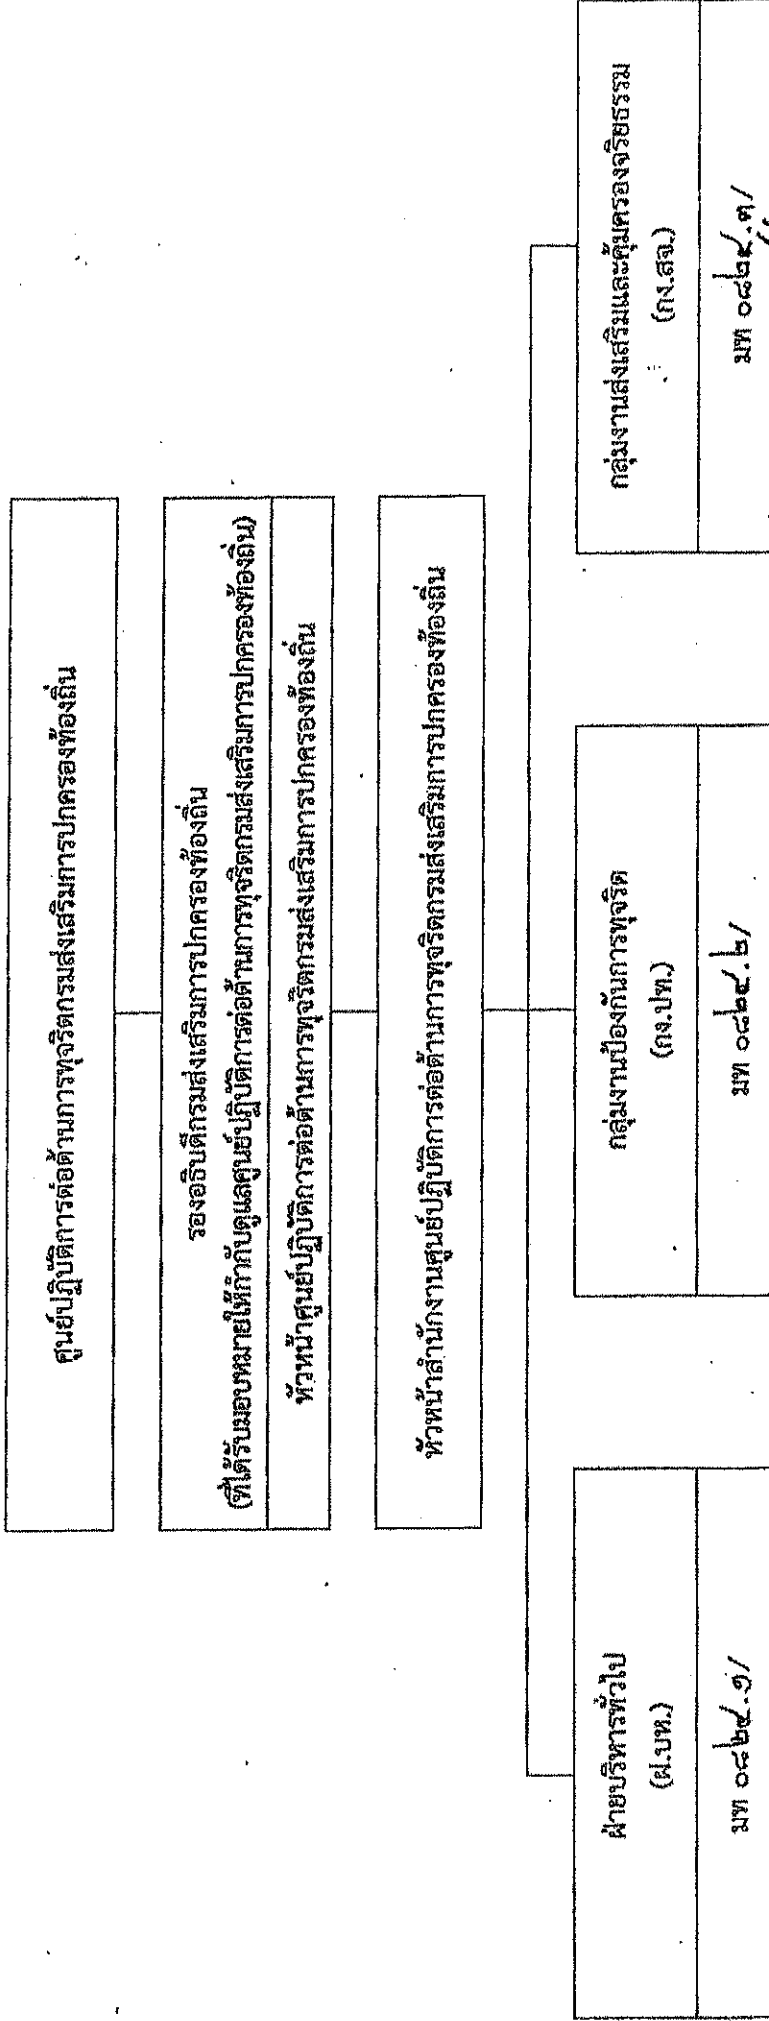 ศูนย์ปฏิบัติการต่อต้านการทุจริตกรมส่งเสริมการปกครองท้องถิ่น
รองอธิบดีกรมส่งเสริมการปกครองท้องถิ่น
(ที่ได้รับมอบหมายให้กำกับดูแลศูนย์ปฏิบัติการต่อต้านการทุจริตกรมส่งเสริมการปกครองท้องถิ่น)
หัวหน้าศูนย์ปฏิบัติการต่อต้านการทุจริตกรมส่งเสริมการปกครองท้องถิ่น
หัวหน้าสำนักงานศูนย์ปฏิบัติการต่อต้านการทุจริตกรมส่งเสริมการปกครองท้องถิ่น
ฝ่ายบริหารทั่วไป
(ฝ.บท.)
มท ๐๘๒๔.๑/
กลุ่มงานป้องกันการทุจริต
(กง.ปท.)
มท ๐๘๒๔.๒/
กลุ่มงานส่งเสริมและคุ้มครองจริยธรรม
(กง.สจ.)
มท ๐๘๒๔.๓/